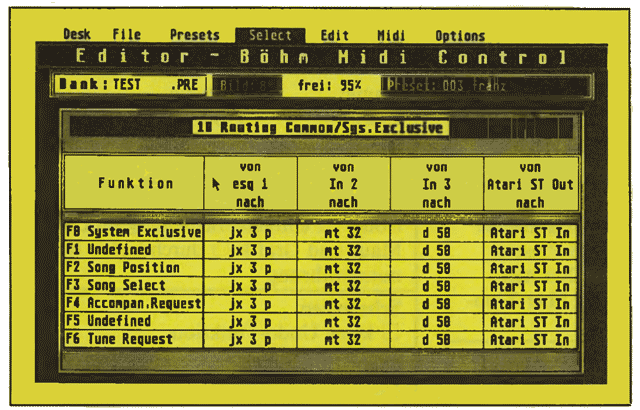 Desk File Presets Select Edit Midi Options
Editor - Böhm Midi Control
Bank: TEST .PRE frei: 95% Preset: 003 franz
10 Routing Common/Sys.Exclusive
Funktion von esq 1 nach von In 2 nach von In 3 nach von Atari ST Out nach
F0 System Exclusive jx 3 p mt 32 d 50 Atari ST In
F1 Undefined jx 3 p mt 32 d 50 Atari ST In
F2 Song Position jx 3 p mt 32 d 50 Atari ST In
F3 Song Select jx 3 p mt 32 d 50 Atari ST In
F4 Accompan.Request jx 3 p mt 32 d 50 Atari ST In
F5 Undefined jx 3 p mt 32 d 50 Atari ST In
F6 Tune Request jx 3 p mt 32 d 50 Atari ST In